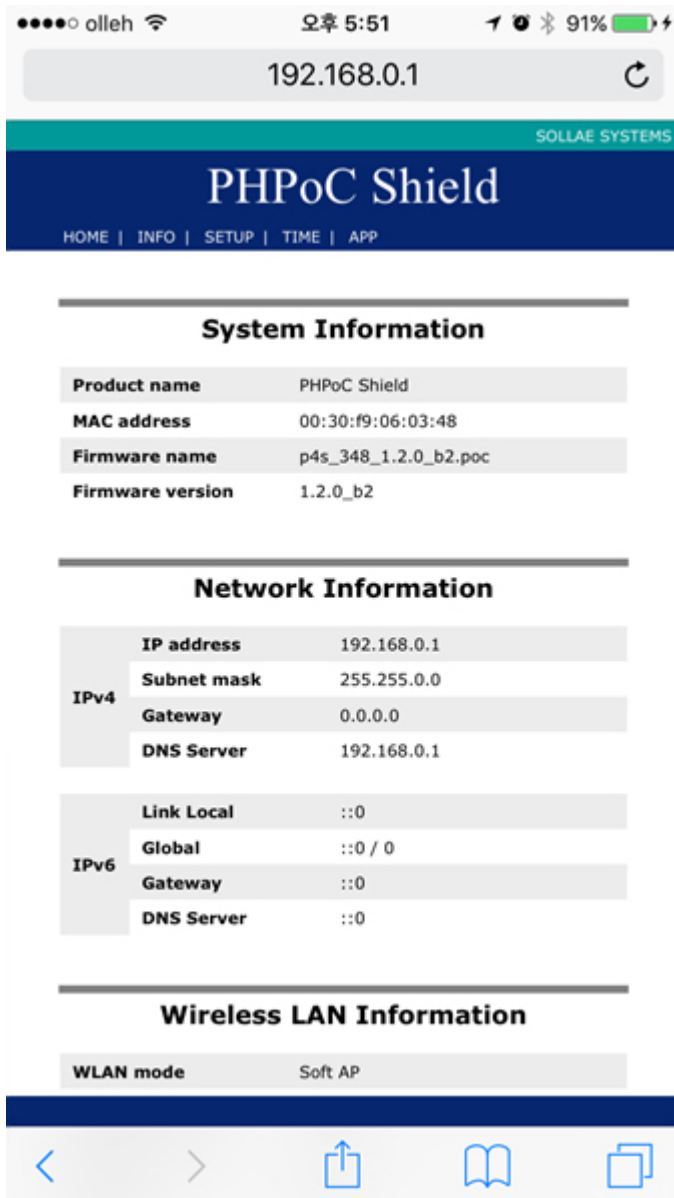 olleh 오후 5:51 91%
192.168.0.1
SOLLAE SYSTEMS
PHPoC Shield
HOME | INFO | SETUP | TIME | APP
System Information
Product name PHPoC Shield
MAC address 00:30:f9:06:03:48
Firmware name p4s_348_1.2.0_b2.poc
Firmware version 1.2.0_b2
Network Information
IPv4
IP address 192.168.0.1
Subnet mask 255.255.0.0
Gateway 0.0.0.0
DNS Server 192.168.0.1
IPv6
Link Local ::0
Global ::0 / 0
Gateway ::0
DNS Server ::0
Wireless LAN Information
WLAN mode Soft AP